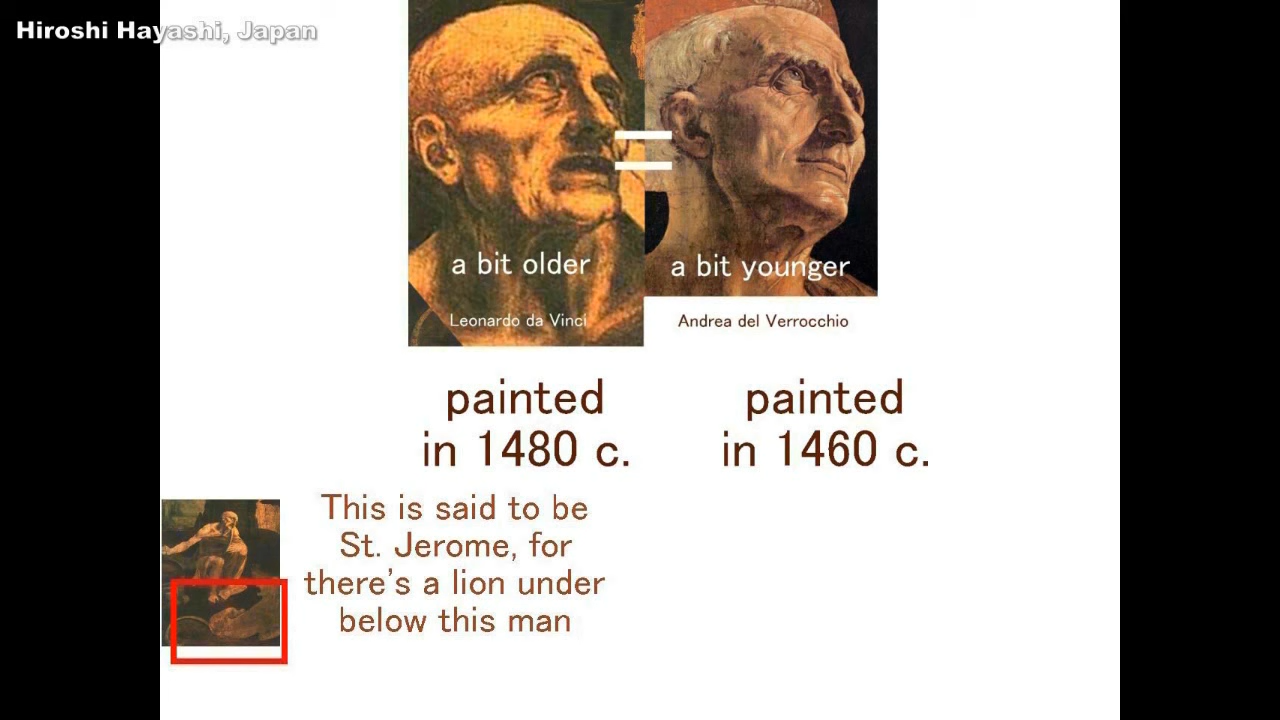 Hiroshi Hayashi, Japan
a bit older
a bit younger
Leonardo da Vinci
Andrea del Verrocchio
painted
in 1480 c.
painted
in 1460 c.
This is said to be
St. Jerome, for
there's a lion under
below this man